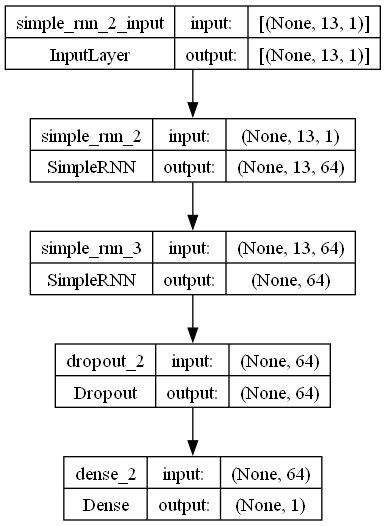 simple_rnn_2_input input: [(None, 13, 1)]
InputLayer output: [(None, 13, 1)]
simple_rnn_2 input: (None, 13, 1)
SimpleRNN output: (None, 13, 64)
simple_rnn_3 input: (None, 13, 64)
SimpleRNN output: (None, 64)
dropout_2 input: (None, 64)
Dropout output: (None, 64)
dense_2 input: (None, 64)
Dense output: (None, 1)